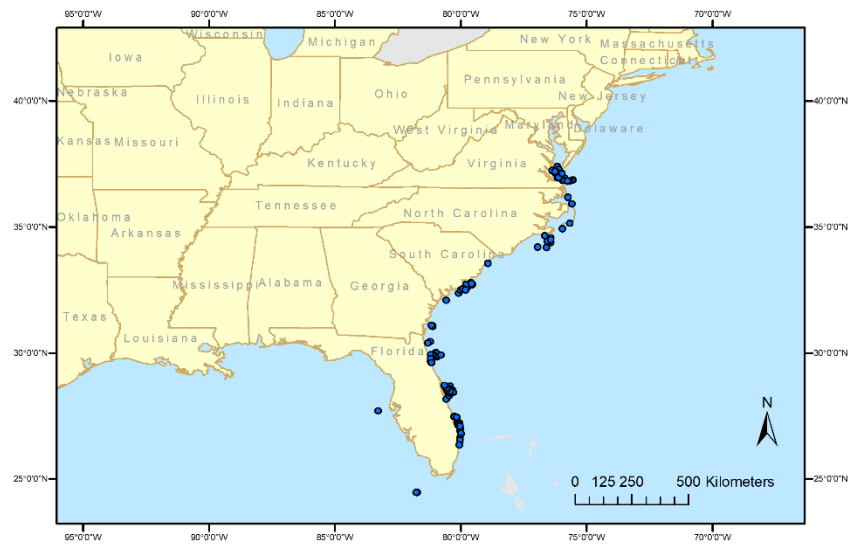 95°0'0"W 90°0'0"W 85°0'0"W 80°0'0"W 75°0'0"W 70°0'0"W
Wisconsin
Michigan
New York
Massachusetts
Iowa
Connecticut
Pennsylvania
Nebraska
Illinois
Indiana
Ohio
New Jersey
40°0'0"N 40°0'0"N
West Virginia
Maryland
Delaware
Kansas
Missouri
Kentucky
Virginia
35°0'0"N 35°0'0"N
Oklahoma
Arkansas
Tennessee
North Carolina
South Carolina
Mississippi
Alabama
Georgia
Texas
Louisiana
Florida
30°0'0"N 30°0'0"N
N
25°0'0"N 25°0'0"N
0 125 250 500 Kilometers
95°0'0"W 90°0'0"W 85°0'0"W 80°0'0"W 75°0'0"W 70°0'0"W